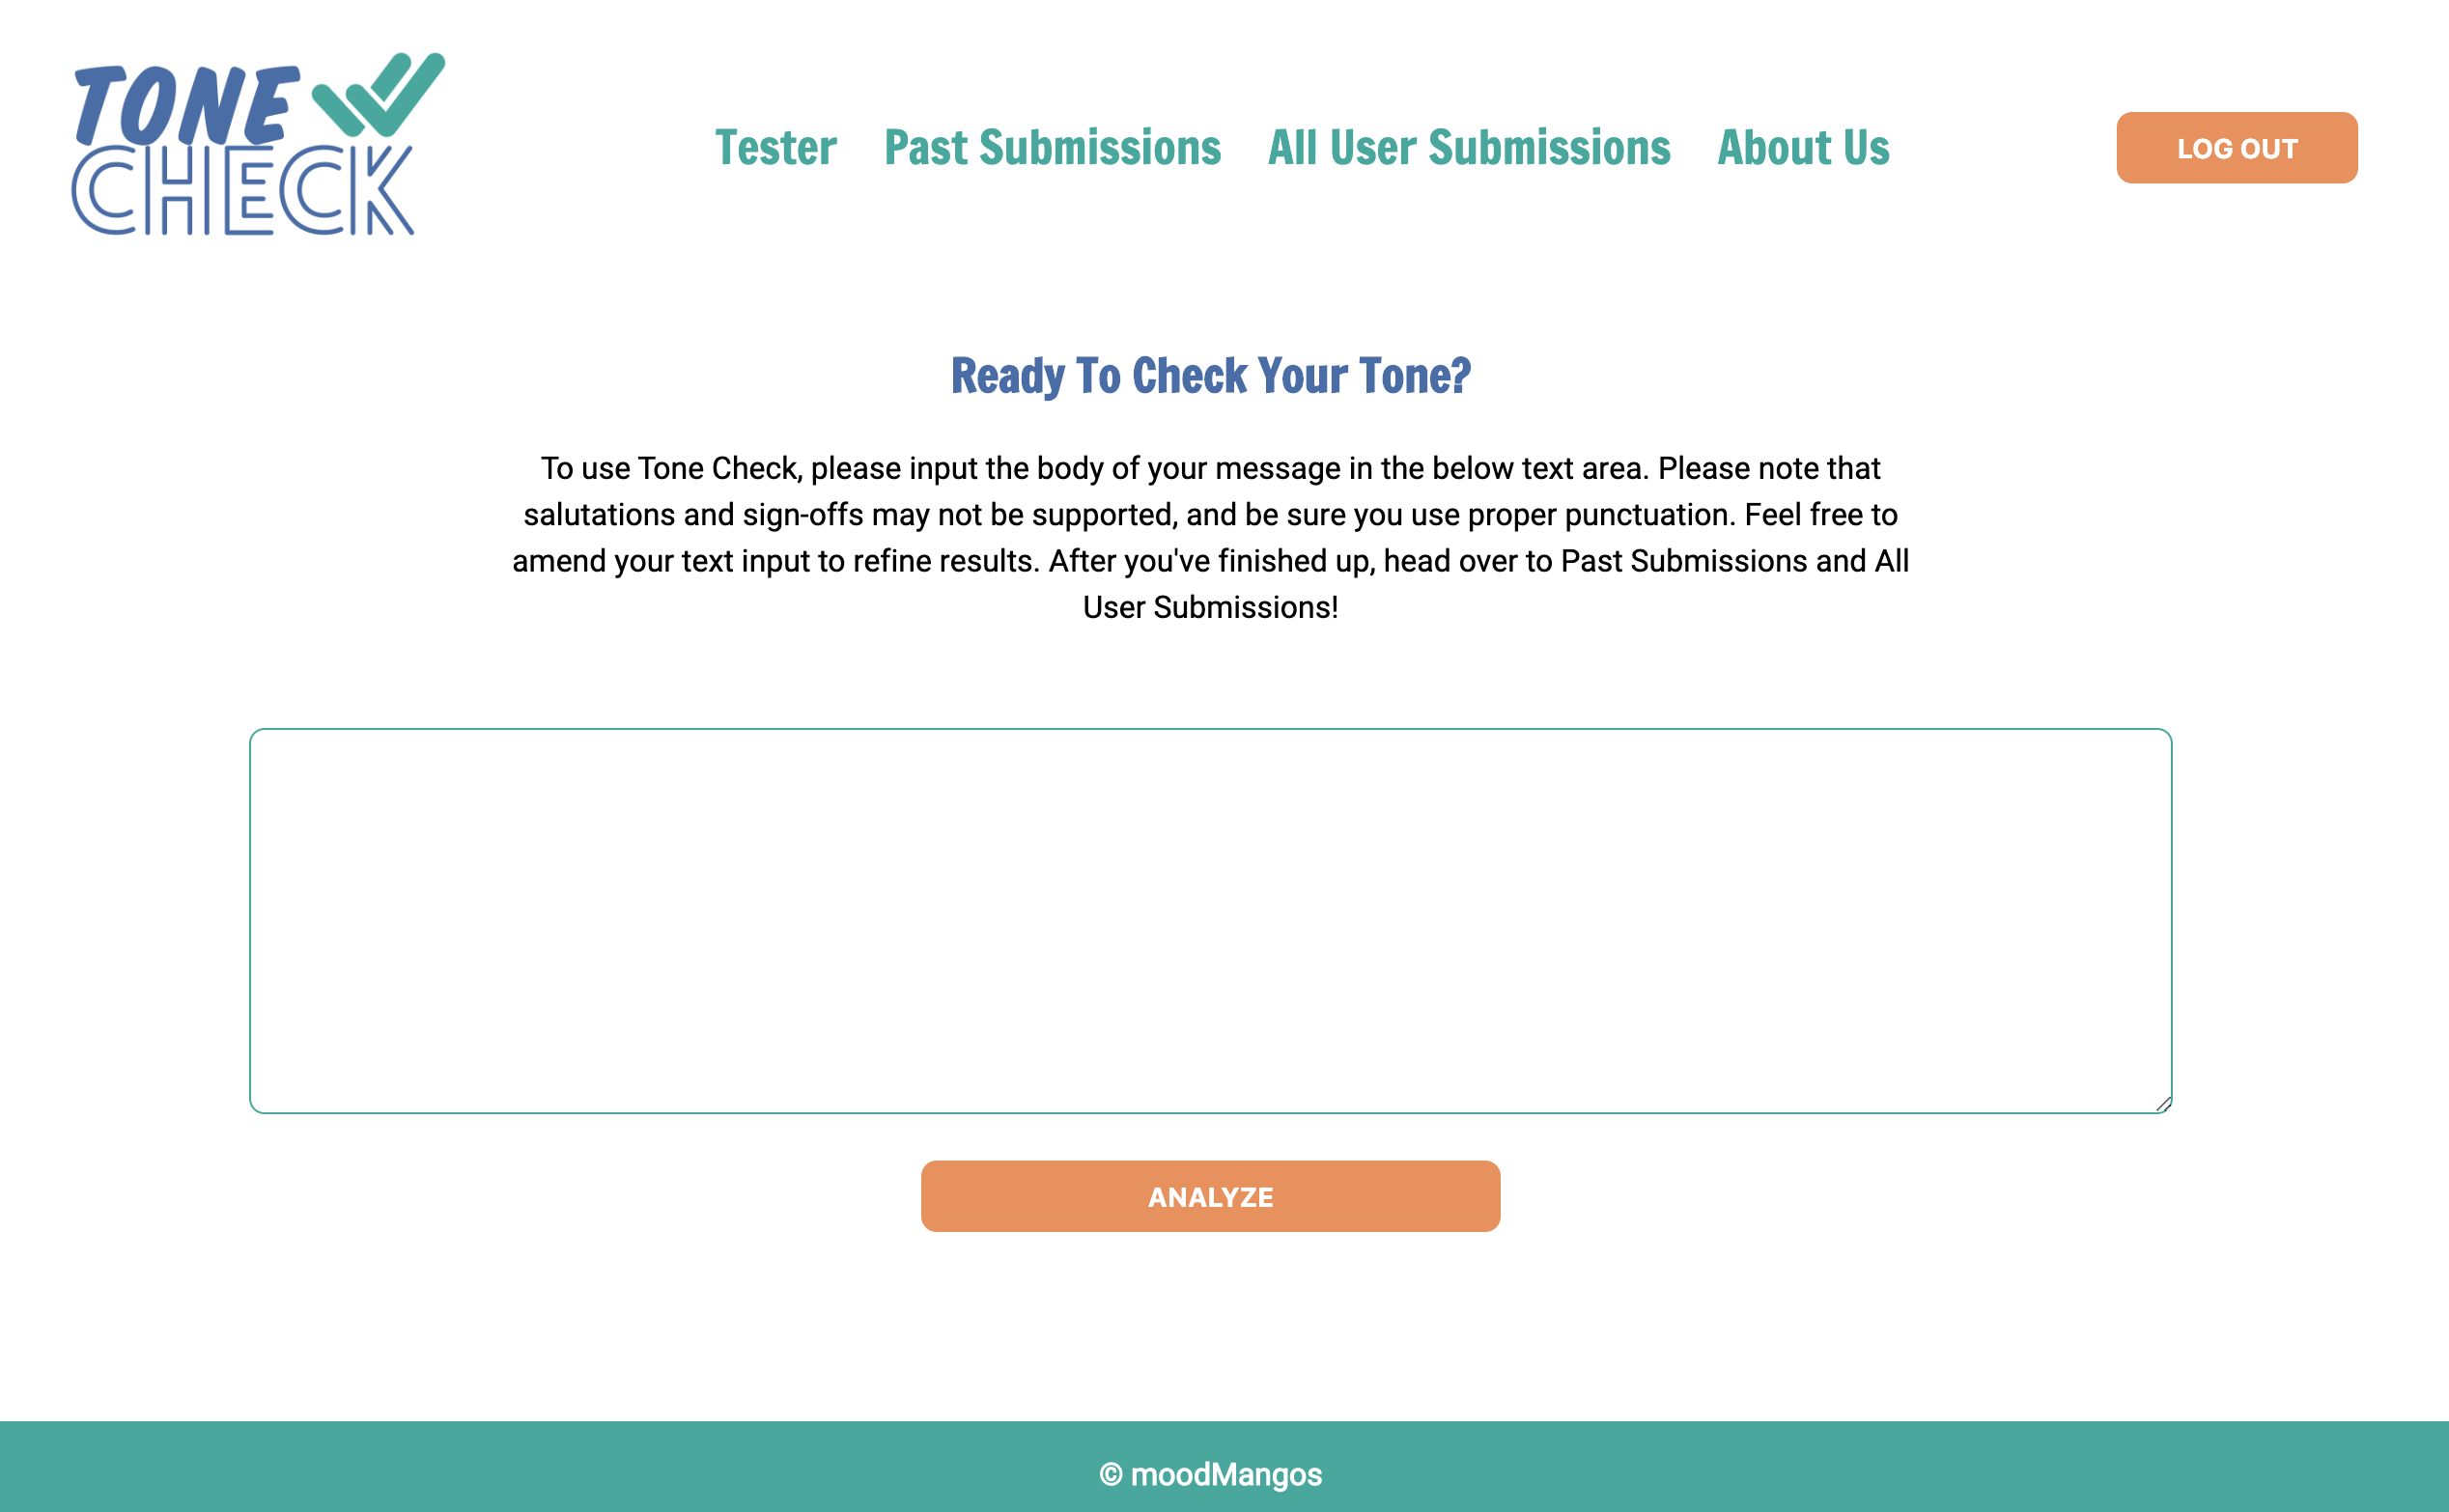 TONE
CHECK
Tester Past Submissions All User Submissions About Us
LOG OUT
Ready To Check Your Tone?
To use Tone Check, please input the body of your message in the below text area. Please note that
salutations and sign-offs may not be supported, and be sure you use proper punctuation. Feel free to
amend your text input to refine results. After you've finished up, head over to Past Submissions and All
User Submissions!
ANALYZE
© moodMangos